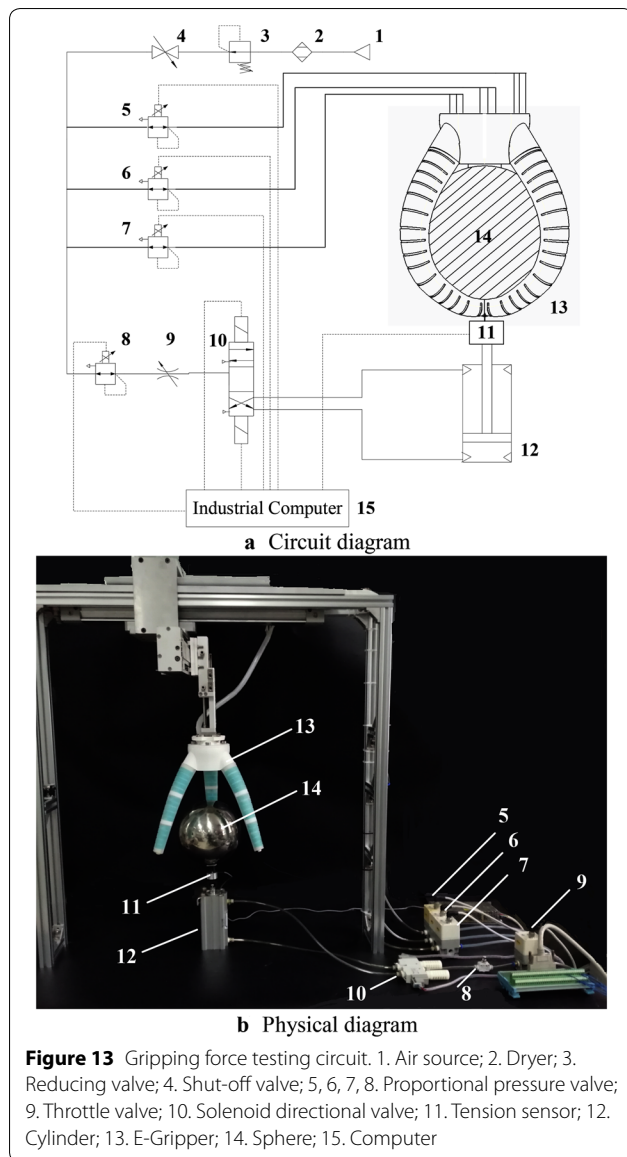 4 3 2 1
5
6
7
14
13
8 9 10 11
12
Industrial Computer 15
a Circuit diagram
13
14
5
6
7
9
11
12
10 8
b Physical diagram
Figure 13 Gripping force testing circuit. 1. Air source; 2. Dryer; 3.
Reducing valve; 4. Shut-off valve; 5, 6, 7, 8. Proportional pressure valve;
9. Throttle valve; 10. Solenoid directional valve; 11. Tension sensor; 12.
Cylinder; 13. E-Gripper; 14. Sphere; 15. Computer